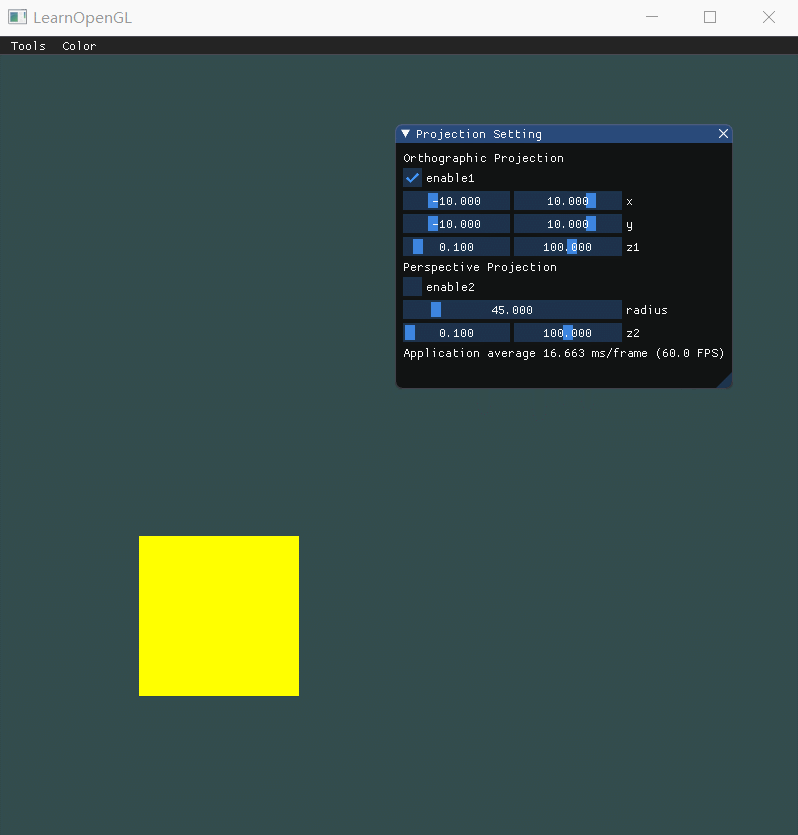 LearnOpenGL
Tools Color
Projection Setting
Orthographic Projection
enable1
-10.000 10.000 x
-10.000 10.000 y
0.100 100.000 z1
Perspective Projection
enable2
45.000 radius
0.100 100.000 z2
Application average 16.663 ms/frame (60.0 FPS)